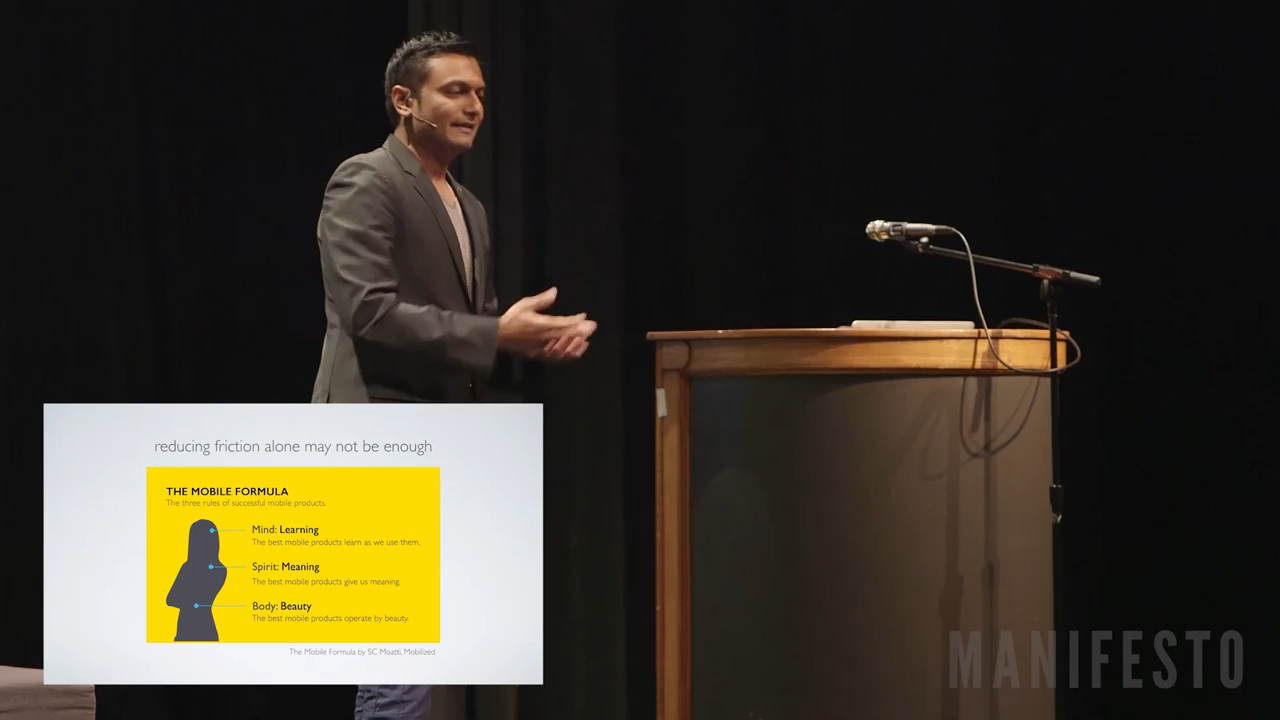 reducing friction alone may not be enough
THE MOBILE FORMULA
The three rules of successful mobile products.
Mind: Learning
The best mobile products learn as we use them.
Spirit: Meaning
The best mobile products give us meaning.
Body: Beauty
The best mobile products operate by beauty.
The Mobile Formula by SC Moatti, Mobilized
MANIFESTO